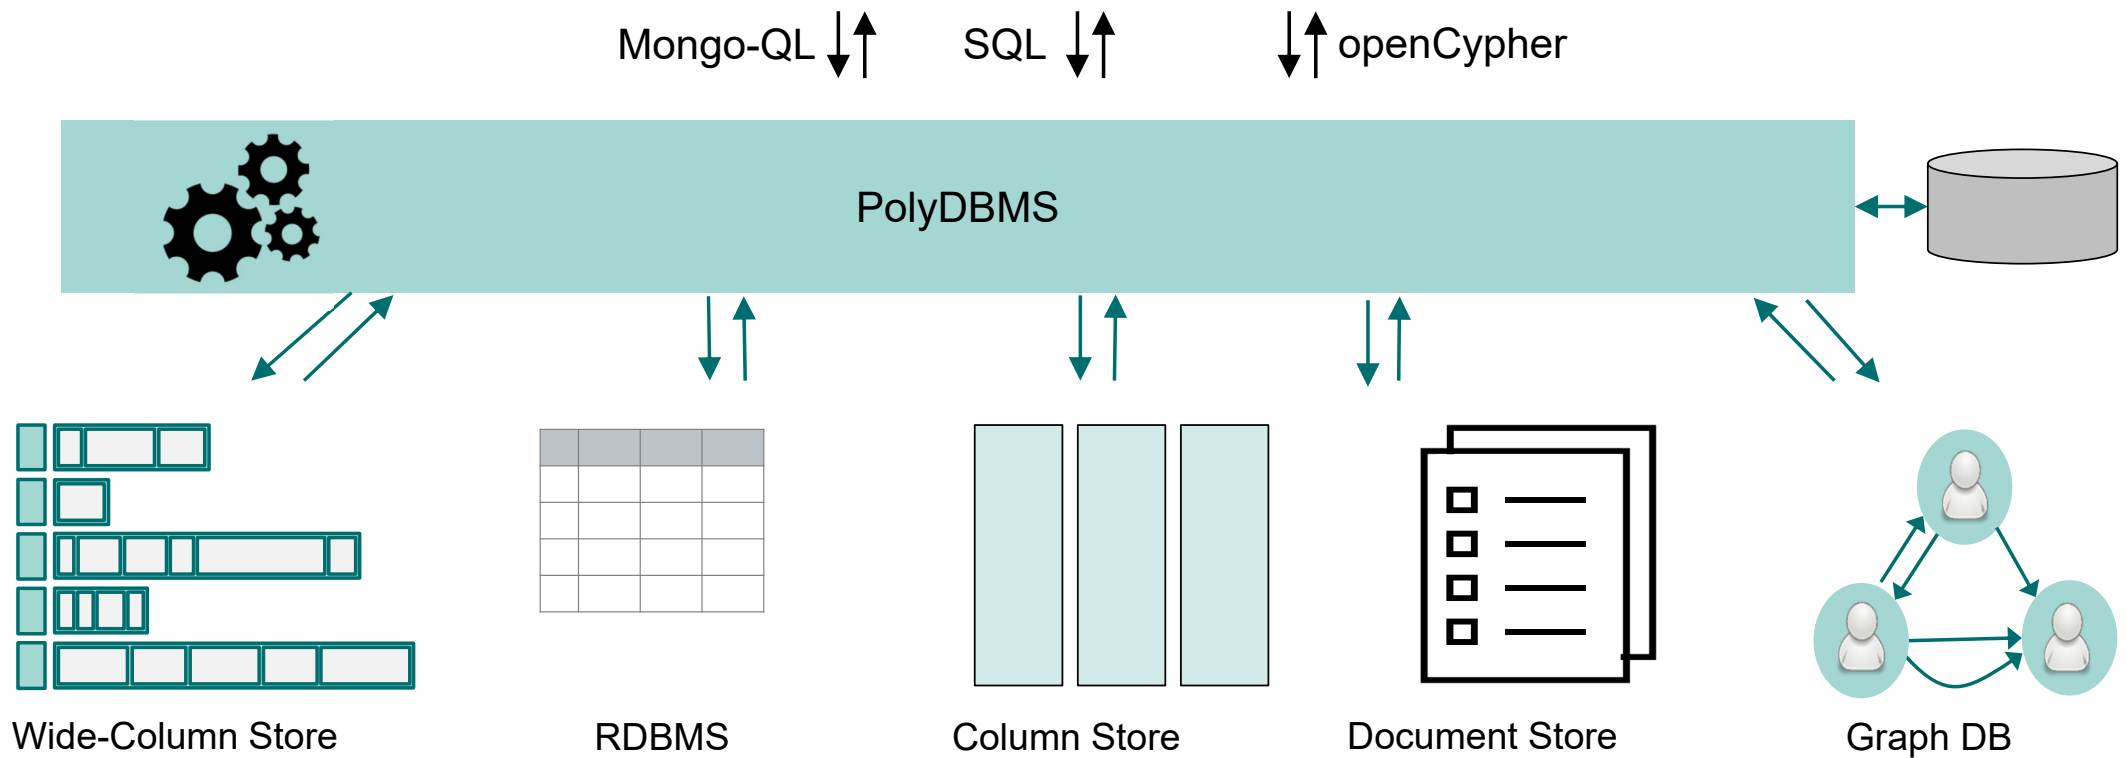 Mongo-QL
SQL
openCypher
PolyDBMS
Wide-Column Store
RDBMS
Column Store
Document Store
Graph DB